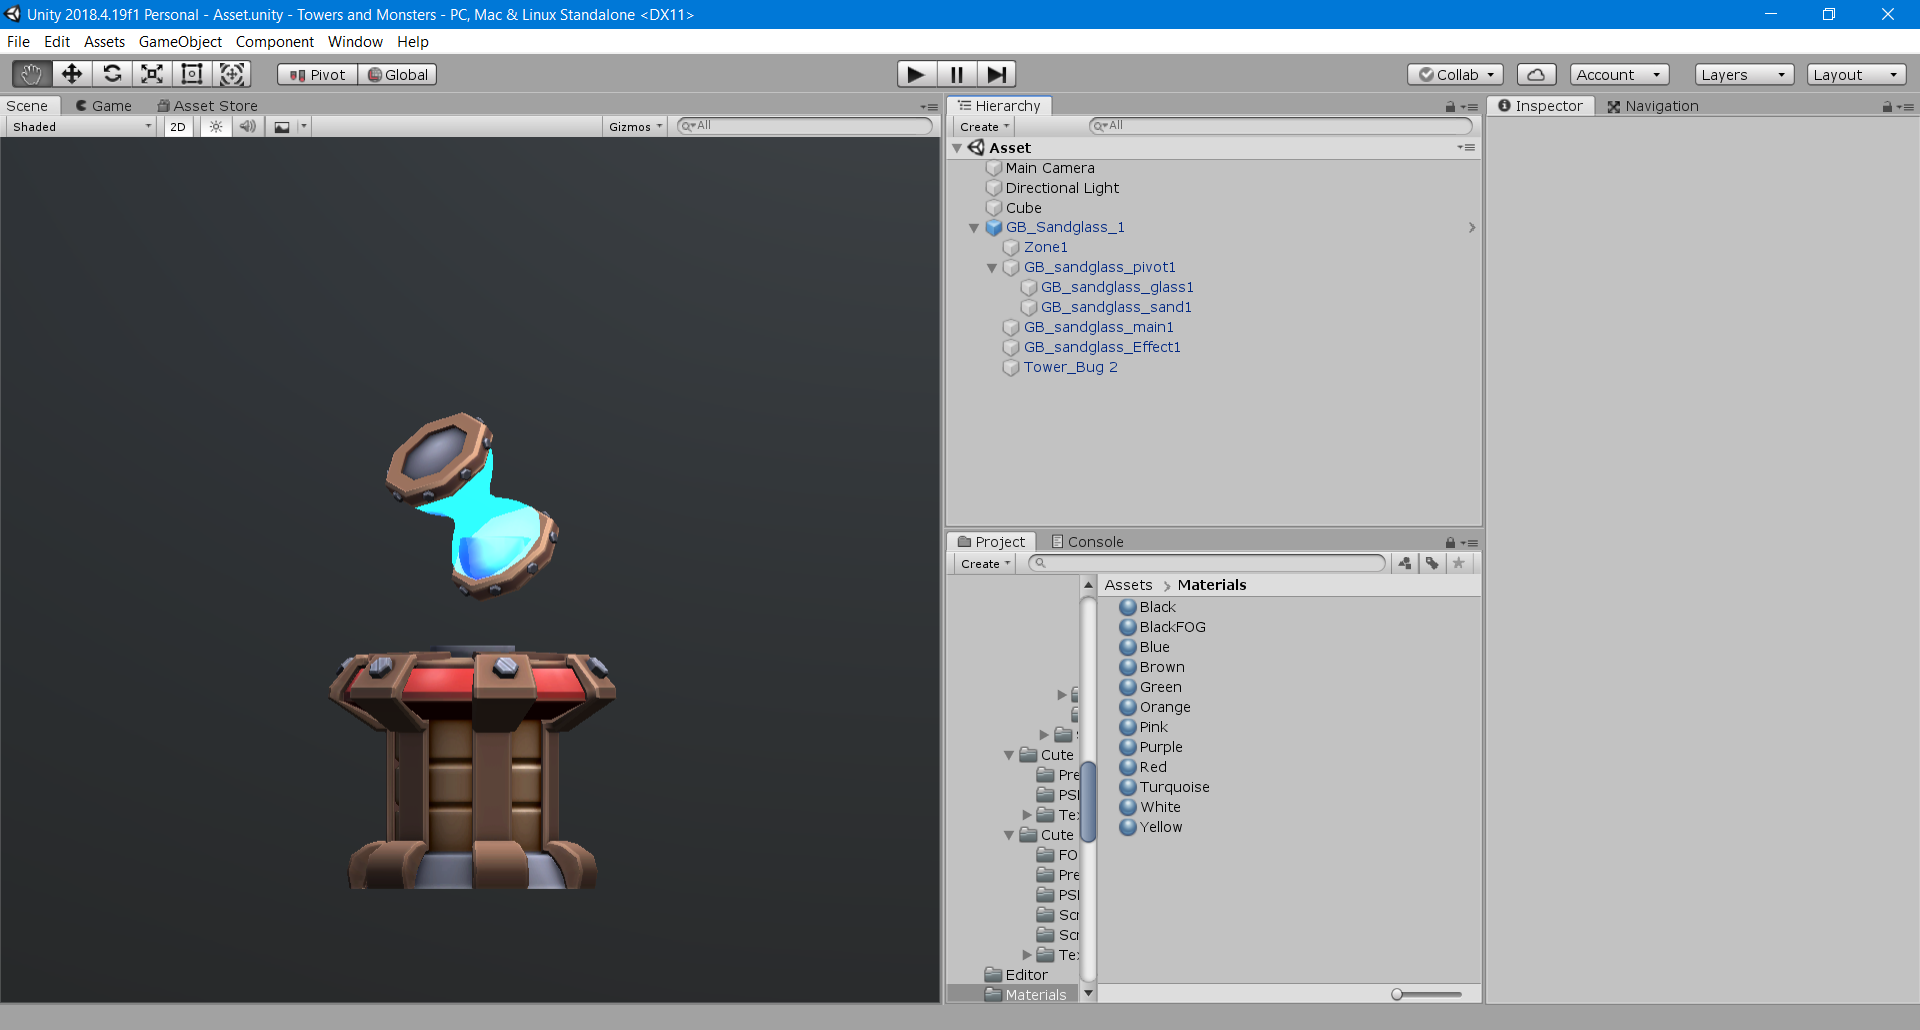 Unity 2018.4.19f1 Personal - Asset.unity - Towers and Monsters - PC, Mac & Linux Standalone <DX11>
File Edit Assets GameObject Component Window Help
Pivot Global Collab Account Layers Layout
Scene Game Asset Store
Shaded 2D Gizmos All
Hierarchy
Create All
Asset
Main Camera
Directional Light
Cube
GB_Sandglass_1
Zone1
GB_sandglass_pivot1
GB_sandglass_glass1
GB_sandglass_sand1
GB_sandglass_main1
GB_sandglass_Effect1
Tower_Bug 2
Inspector Navigation
Project Console
Create
Cute
Pre
PSI
Te
Cute
FO
Pre
PSI
Scr
Scr
Te
Editor
Materials
Assets > Materials
Black
BlackFOG
Blue
Brown
Green
Orange
Pink
Purple
Red
Turquoise
White
Yellow